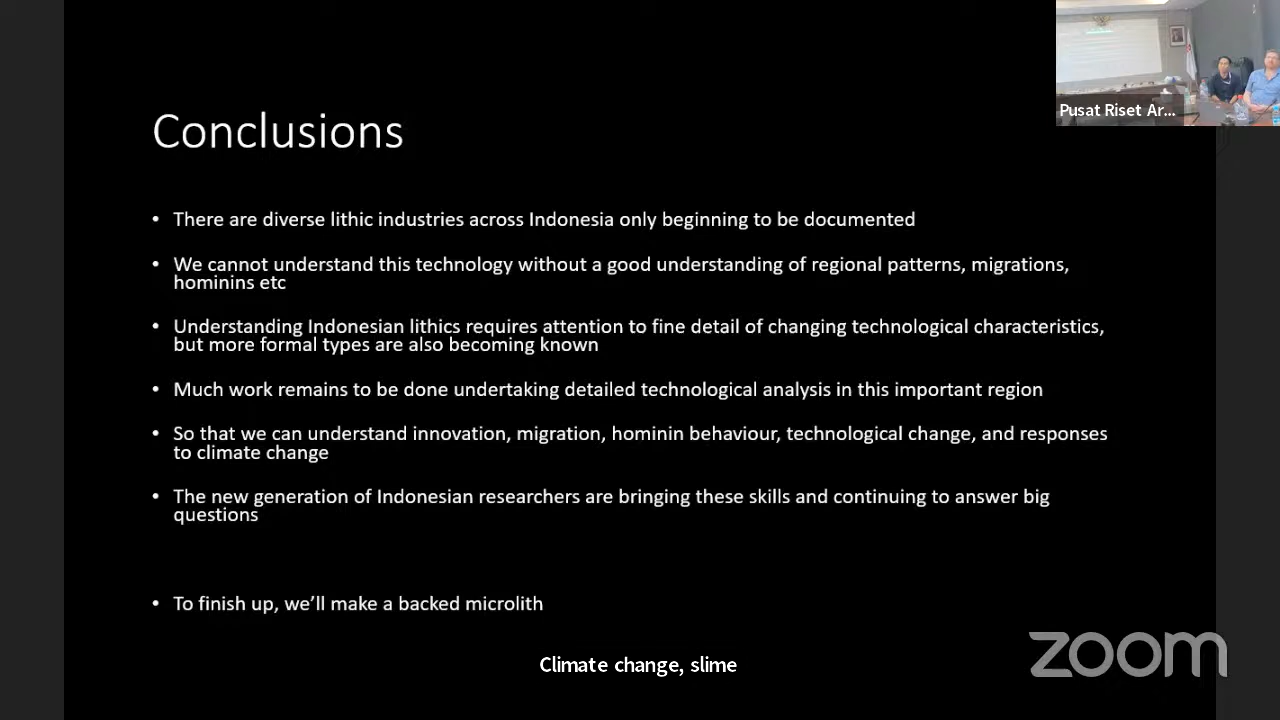 Pusat Riset Ar...
Conclusions
• There are diverse lithic industries across Indonesia only beginning to be documented
• We cannot understand this technology without a good understanding of regional patterns, migrations,
hominins etc
• Understanding Indonesian lithics requires attention to fine detail of changing technological characteristics,
but more formal types are also becoming known
• Much work remains to be done undertaking detailed technological analysis in this important region
• So that we can understand innovation, migration, hominin behaviour, technological change, and responses
to climate change
• The new generation of Indonesian researchers are bringing these skills and continuing to answer big
questions
• To finish up, we’ll make a backed microlith
Climate change, slime
zoom